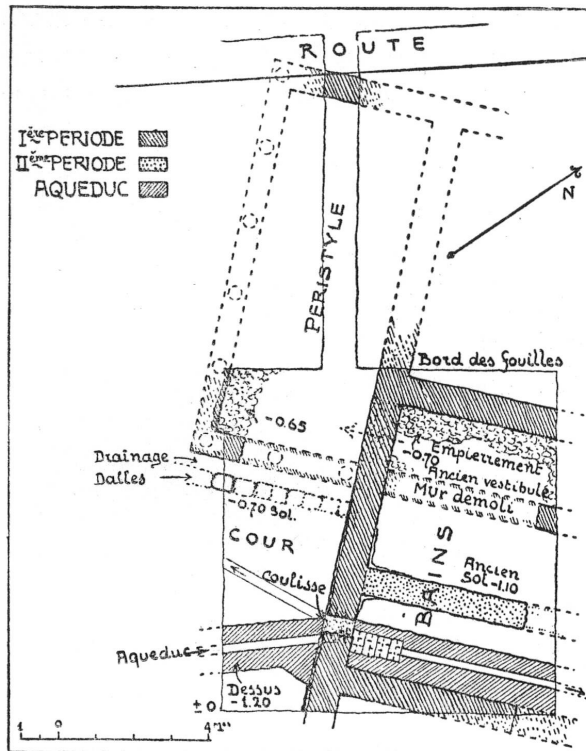 ROUTE
Ière PERIODE
IIème PERIODE
AQUEDUC
N
PERISTYLE
Bord des fouilles
-0.65
Empierrement
-0.70
Ancien vestibule
Mur démoli
Drainage
Dalles
-0.70 Sol.
COUR
BAINS
Ancien
Sol -1.10
Coulisse
Aqueduc
Dessus
-1.20
±0
1 0 4